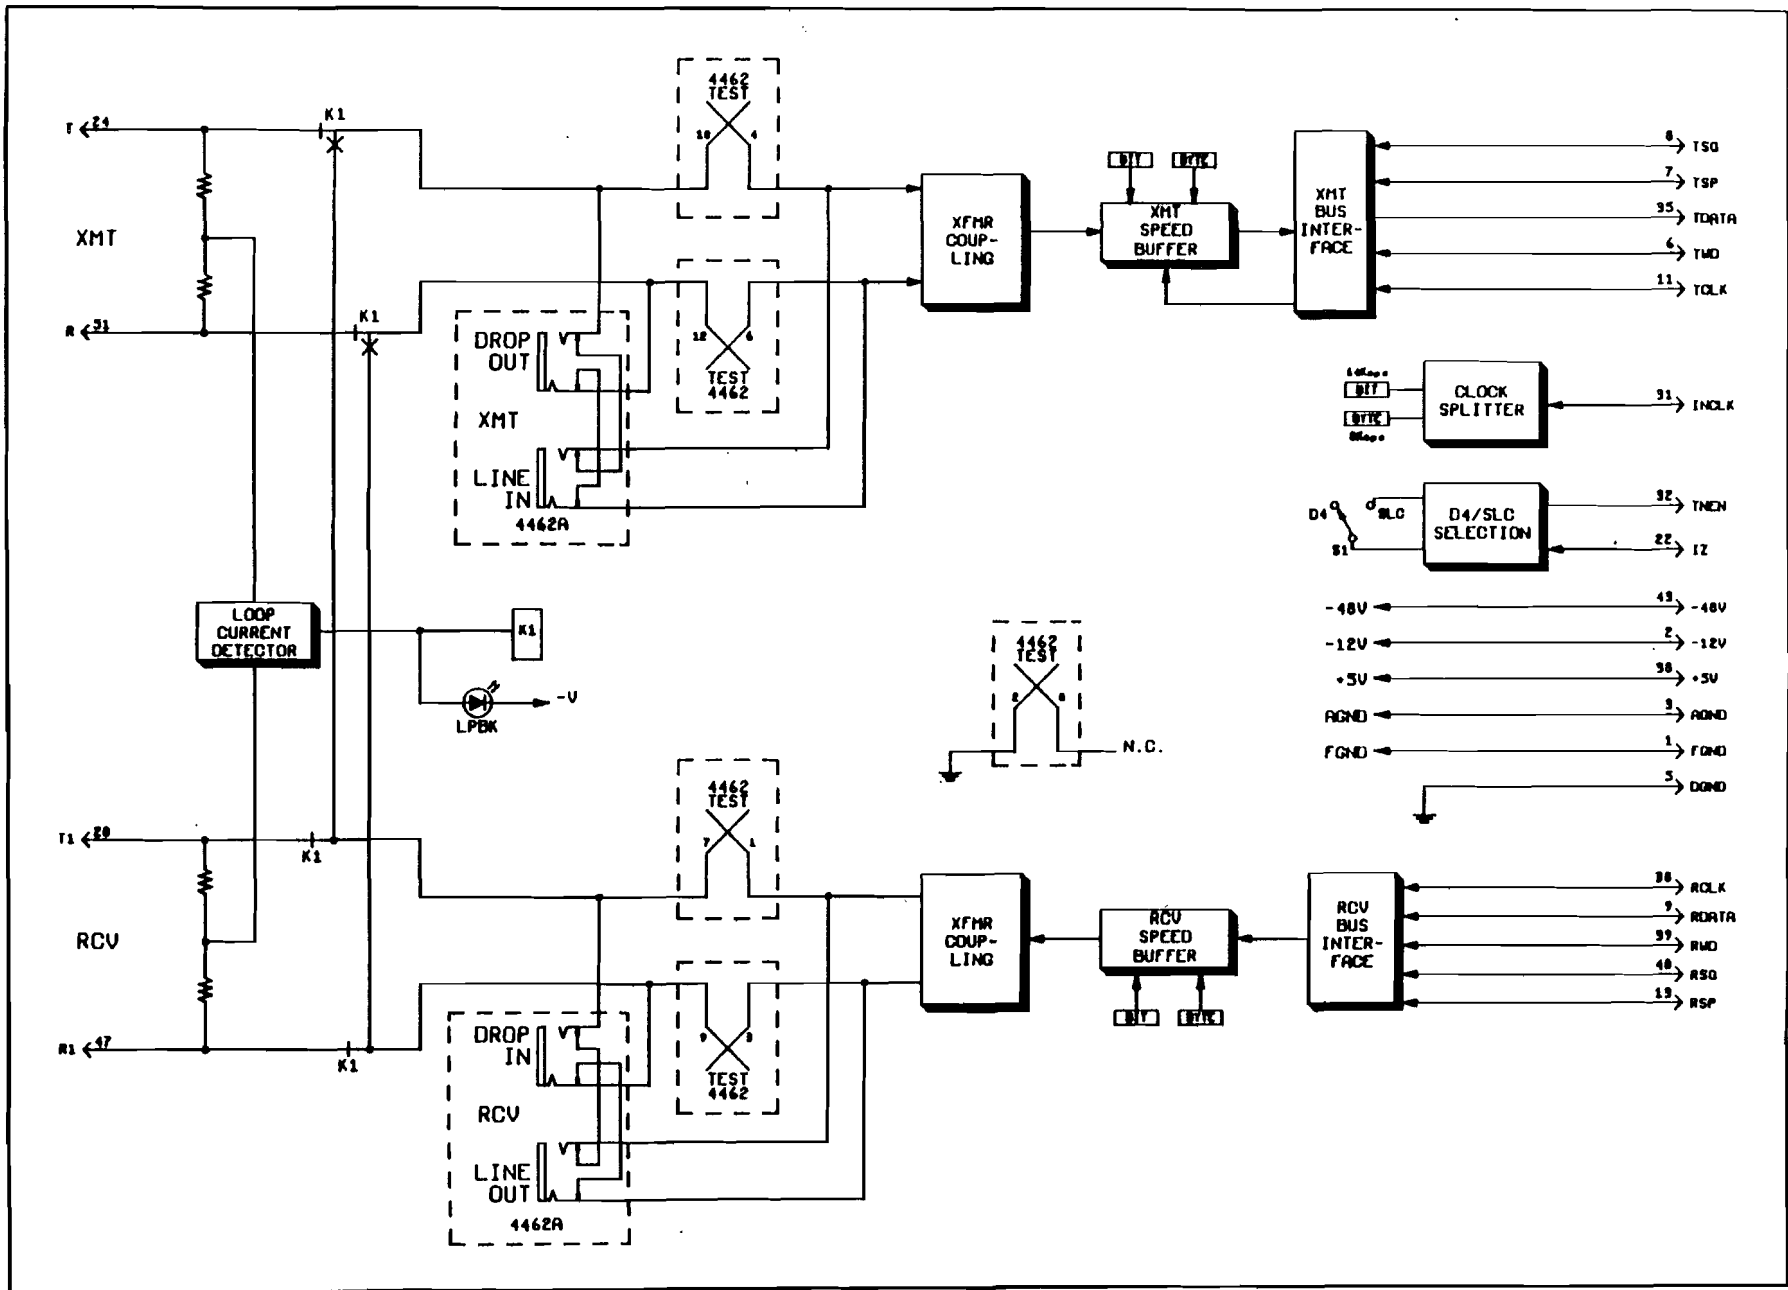 4462
TEST
10 4
K1
T 24
XMT
R 51
K1
12 6
TEST
4462
DROP
OUT
XMT
LINE
IN
4462A
XFMR
COUP-
LING
BIT BYTE
XMT
SPEED
BUFFER
XMT
BUS
INTER-
FACE
8 TSQ
7 TSP
35 TDATA
6 TWD
11 TCLK
BIT
BYTE
CLOCK
SPLITTER
31 INCLK
D4 SLC
S1
D4/SLC
SELECTION
32 TNEN
22 IZ
LOOP
CURRENT
DETECTOR
K1
LPBK
-V
4462
TEST
2 8
N.C.
-48V 43 -48V
-12V 2 -12V
+5V 38 +5V
AGND 3 AGND
FGND 1 FGND
5 DGND
4462
TEST
7 1
T1 20
K1
RCV
R1 47
K1
9 3
TEST
4462
DROP
IN
RCV
LINE
OUT
4462A
XFMR
COUP-
LING
RCV
SPEED
BUFFER
BIT BYTE
RCV
BUS
INTER-
FACE
RCLK
9 RDATA
39 RWD
40 RSQ
13 RSP